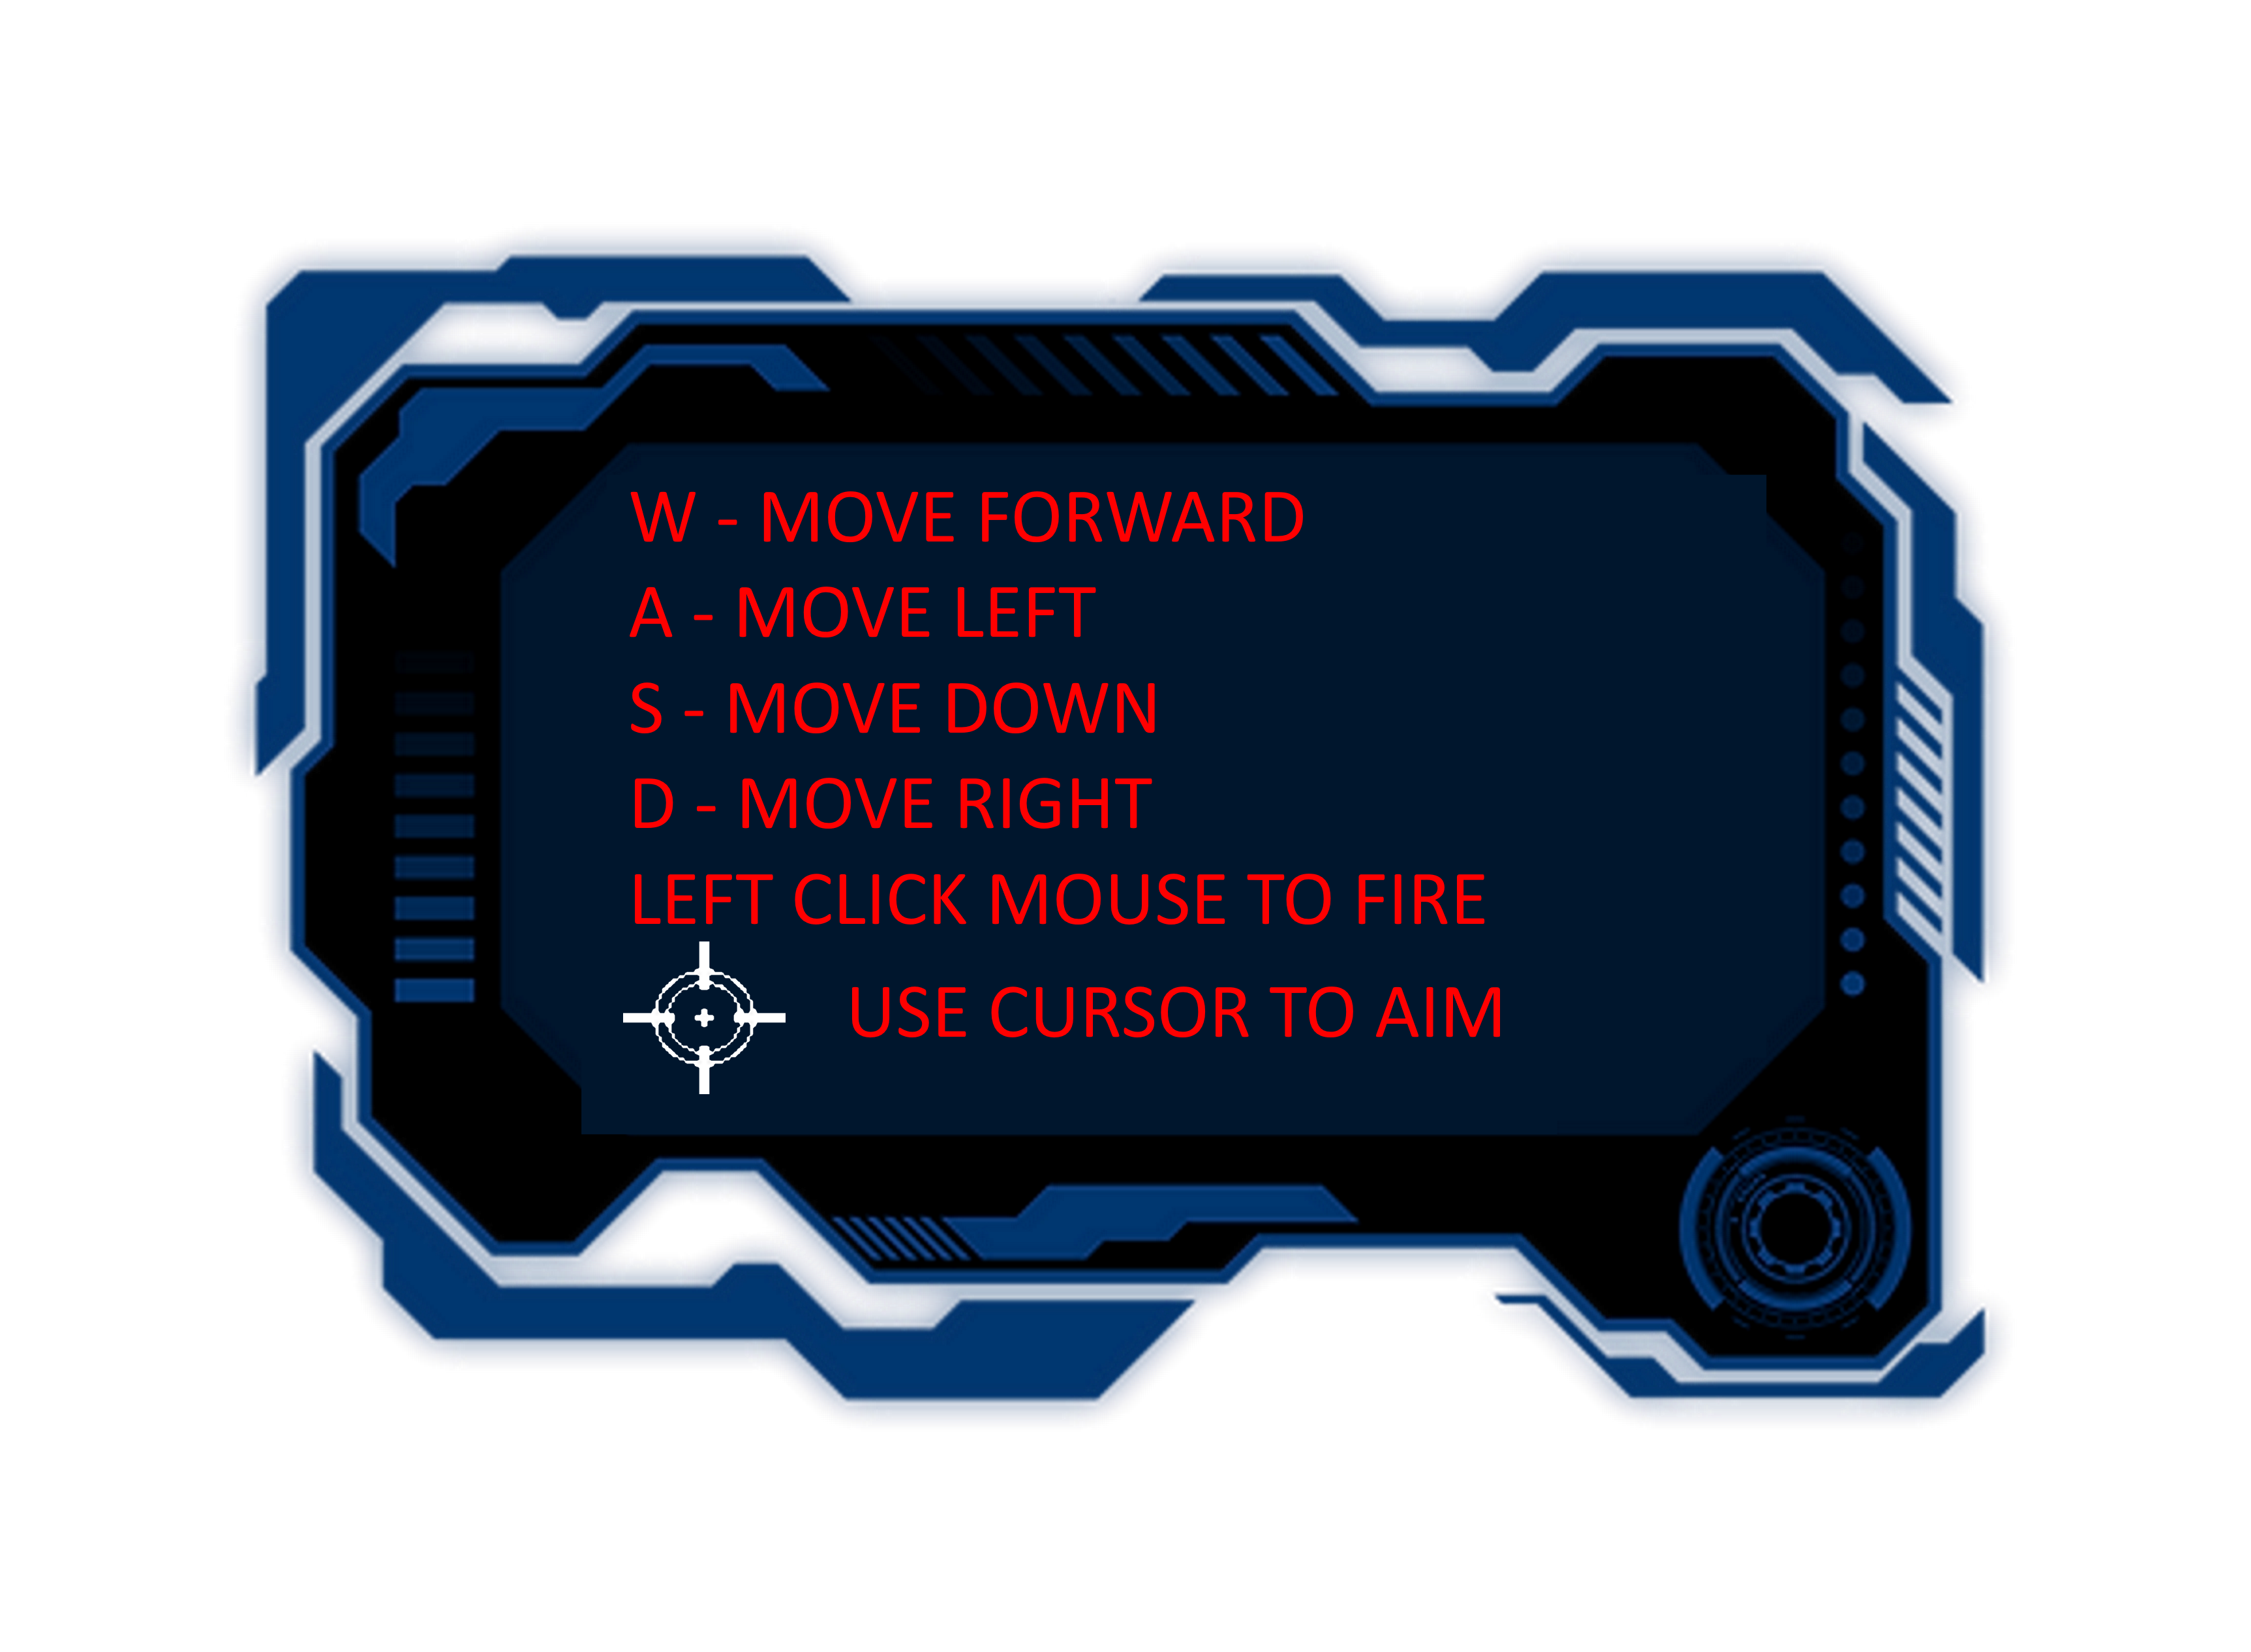 W - MOVE FORWARD
A - MOVE LEFT
S - MOVE DOWN
D - MOVE RIGHT
LEFT CLICK MOUSE TO FIRE
USE CURSOR TO AIM